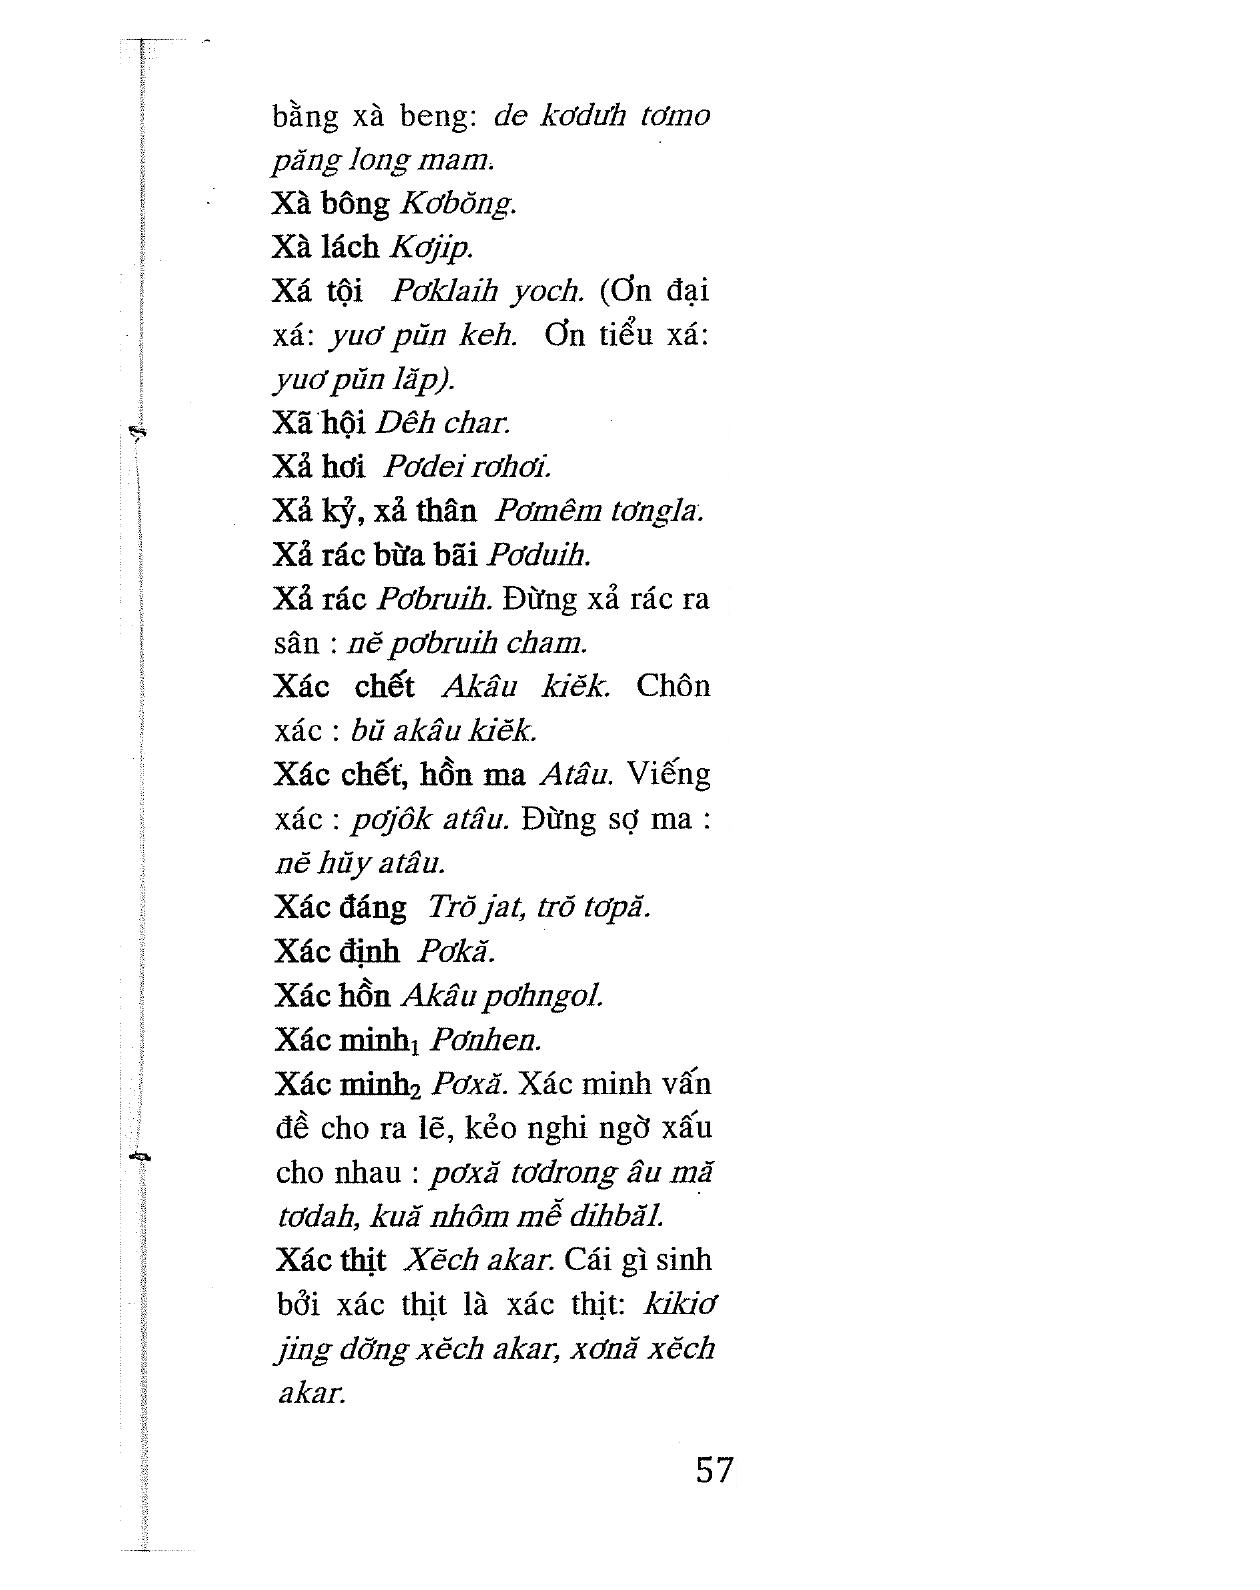 bằng xà beng: de kơdưh tơmo
păng long mam.
Xà bông Kơbŏng.
Xà lách Kơjip.
Xá tội Pơklaih yoch. (Ơn đại
xá: yuơ pŭn keh. Ơn tiểu xá:
yuơ pŭn lăp).
Xã hội Dêh char.
Xả hơi Pơdei rơhơi.
Xả kỷ, xả thân Pơmêm tơngla.
Xả rác bừa bãi Pơduih.
Xả rác Pơbruih. Đừng xả rác ra
sân : nĕ pơbruih cham.
Xác chết Akâu kiĕk. Chôn
xác : bŭ akâu kiĕk.
Xác chết, hồn ma Atâu. Viếng
xác : pơjôk atâu. Đừng sợ ma :
nĕ hŭy atâu.
Xác đáng Trŏ jat, trŏ tơpă.
Xác định Pơkă.
Xác hồn Akâu pơhngol.
Xác minh₁ Pơnhen.
Xác minh₂ Pơxă. Xác minh vấn
đề cho ra lẽ, kẻo nghi ngờ xấu
cho nhau : pơxă tơdrong âu mă
tơdah, kuă nhôm mê̆ dihbăl.
Xác thịt Xĕch akar. Cái gì sinh
bởi xác thịt là xác thịt: kikiơ
jing dơ̆ng xĕch akar, xơnă xĕch
akar.
57